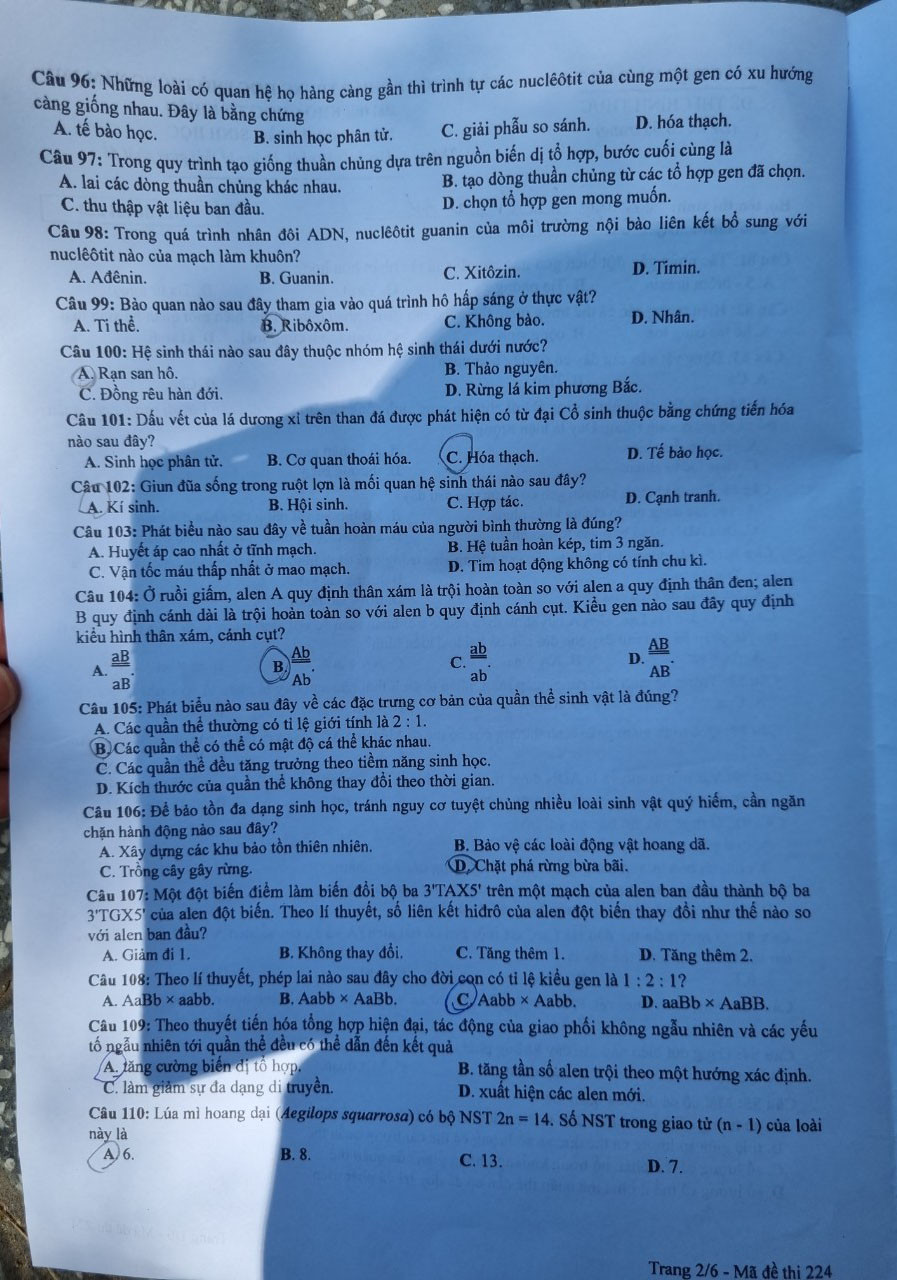 Câu 96: Những loài có quan hệ họ hàng càng gần thì trình tự các nuclêôtit của cùng một gen có xu hướng
càng giống nhau. Đây là bằng chứng
A. tế bào học. B. sinh học phân tử. C. giải phẫu so sánh. D. hóa thạch.
Câu 97: Trong quy trình tạo giống thuần chủng dựa trên nguồn biến dị tổ hợp, bước cuối cùng là
A. lai các dòng thuần chủng khác nhau. B. tạo dòng thuần chủng từ các tổ hợp gen đã chọn.
C. thu thập vật liệu ban đầu. D. chọn tổ hợp gen mong muốn.
Câu 98: Trong quá trình nhân đôi ADN, nuclêôtit guanin của môi trường nội bào liên kết bổ sung với
nuclêôtit nào của mạch làm khuôn?
A. Ađênin. B. Guanin. C. Xitôzin. D. Timin.
Câu 99: Bào quan nào sau đây tham gia vào quá trình hô hấp sáng ở thực vật?
A. Ti thể. B. Ribôxôm. C. Không bào. D. Nhân.
Câu 100: Hệ sinh thái nào sau đây thuộc nhóm hệ sinh thái dưới nước?
A. Rạn san hô. B. Thảo nguyên.
C. Đồng rêu hàn đới. D. Rừng lá kim phương Bắc.
Câu 101: Dấu vết của lá dương xỉ trên than đá được phát hiện có từ đại Cổ sinh thuộc bằng chứng tiến hóa
nào sau đây?
A. Sinh học phân tử. B. Cơ quan thoái hóa. C. Hóa thạch. D. Tế bào học.
Câu 102: Giun đũa sống trong ruột lợn là mối quan hệ sinh thái nào sau đây?
A. Kí sinh. B. Hội sinh. C. Hợp tác. D. Cạnh tranh.
Câu 103: Phát biểu nào sau đây về tuần hoàn máu của người bình thường là đúng?
A. Huyết áp cao nhất ở tĩnh mạch. B. Hệ tuần hoàn kép, tim 3 ngăn.
C. Vận tốc máu thấp nhất ở mao mạch. D. Tim hoạt động không có tính chu kì.
Câu 104: Ở ruồi giấm, alen A quy định thân xám là trội hoàn toàn so với alen a quy định thân đen; alen
B quy định cánh dài là trội hoàn toàn so với alen b quy định cánh cụt. Kiểu gen nào sau đây quy định
kiểu hình thân xám, cánh cụt?
A. aB/aB. B. Ab/Ab. C. ab/ab. D. AB/AB.
Câu 105: Phát biểu nào sau đây về các đặc trưng cơ bản của quần thể sinh vật là đúng?
A. Các quần thể thường có tỉ lệ giới tính là 2 : 1.
B. Các quần thể có thể có mật độ cá thể khác nhau.
C. Các quần thể đều tăng trưởng theo tiềm năng sinh học.
D. Kích thước của quần thể không thay đổi theo thời gian.
Câu 106: Để bảo tồn đa dạng sinh học, tránh nguy cơ tuyệt chủng nhiều loài sinh vật quý hiếm, cần ngăn
chặn hành động nào sau đây?
A. Xây dựng các khu bảo tồn thiên nhiên. B. Bảo vệ các loài động vật hoang dã.
C. Trồng cây gây rừng. D. Chặt phá rừng bừa bãi.
Câu 107: Một đột biến điểm làm biến đổi bộ ba 3'TAX5' trên một mạch của alen ban đầu thành bộ ba
3'TGX5' của alen đột biến. Theo lí thuyết, số liên kết hiđrô của alen đột biến thay đổi như thế nào so
với alen ban đầu?
A. Giảm đi 1. B. Không thay đổi. C. Tăng thêm 1. D. Tăng thêm 2.
Câu 108: Theo lí thuyết, phép lai nào sau đây cho đời con có tỉ lệ kiểu gen là 1 : 2 : 1?
A. AaBb × aabb. B. Aabb × AaBb. C. Aabb × Aabb. D. aaBb × AaBB.
Câu 109: Theo thuyết tiến hóa tổng hợp hiện đại, tác động của giao phối không ngẫu nhiên và các yếu
tố ngẫu nhiên tới quần thể đều có thể dẫn đến kết quả
A. tăng cường biến dị tổ hợp. B. tăng tần số alen trội theo một hướng xác định.
C. làm giảm sự đa dạng di truyền. D. xuất hiện các alen mới.
Câu 110: Lúa mì hoang dại (Aegilops squarrosa) có bộ NST 2n = 14. Số NST trong giao tử (n - 1) của loài
này là
A. 6. B. 8. C. 13. D. 7.
Trang 2/6 - Mã đề thi 224